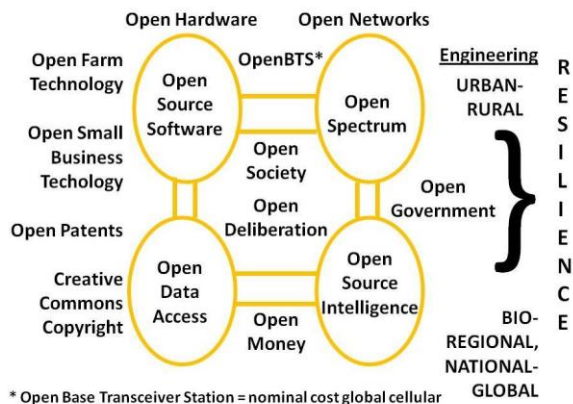 Open Hardware
Open Networks
Open Farm
Technology
Open
Source
Software
OpenBTS*
Open
Spectrum
Engineering
URBAN-
RURAL
Open Small
Business
Techology
Open
Society
Open
Deliberation
Open
Government
RESILIENCE
Open Patents
Creative
Commons
Copyright
Open
Data
Access
Open
Source
Intelligence
Open
Money
BIO-
REGIONAL,
NATIONAL-
GLOBAL
* Open Base Transceiver Station = nominal cost global cellular